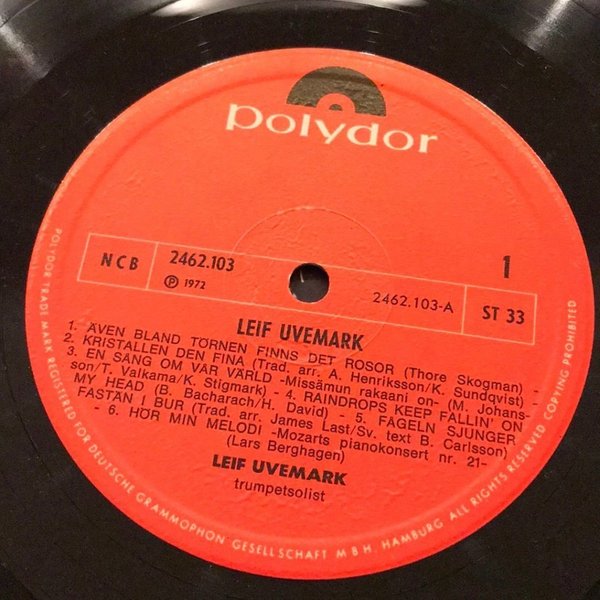 polydor
NCB
2462.103
℗ 1972
2462.103-A
1
ST 33
LEIF UVEMARK
1. ÄVEN BLAND TÖRNEN FINNS DET ROSOR (Thore Skogman)
2. KRISTALLEN DEN FINA (Trad. arr. A. Henriksson/K. Sundqvist) -
3. EN SÅNG OM VÅR VÄRLD -Missämun rakaani on- (M. Johans-
son/T. Valkama/K. Stigmark) - 4. RAINDROPS KEEP FALLIN' ON
MY HEAD (B. Bacharach/H. David) - 5. FÅGELN SJUNGER
FASTÄN I BUR (Trad. arr. James Last/Sv. text B. Carlsson)
- 6. HÖR MIN MELODI -Mozarts pianokonsert nr. 21-
(Lars Berghagen)
LEIF UVEMARK
trumpetsolist
POLYDOR TRADE MARK REGISTERED FOR DEUTSCHE GRAMMOPHON GESELLSCHAFT M B H. HAMBURG ALL RIGHTS RESERVED COPYING PROHIBITED